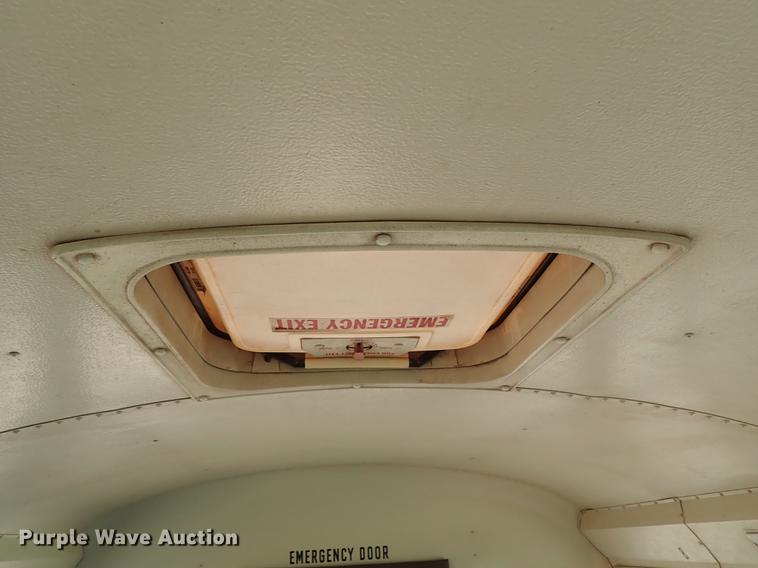 EMERGENCY EXIT
EMERGENCY DOOR
Purple Wave Auction